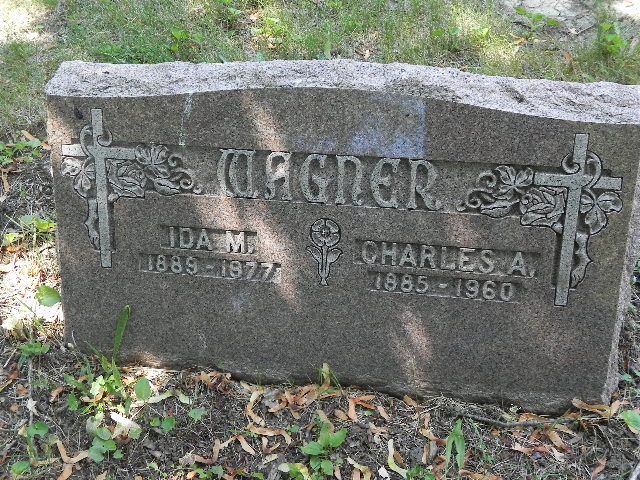 WAGNER
IDA M.
1889-1977
CHARLES A.
1885-1960